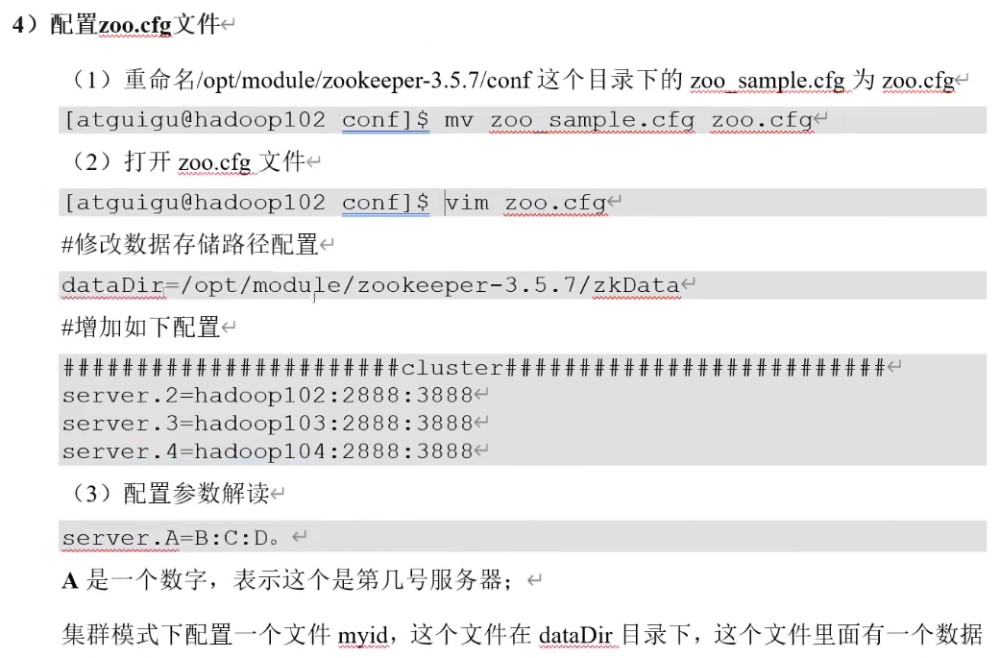 4）配置zoo.cfg文件
（1）重命名/opt/module/zookeeper-3.5.7/conf 这个目录下的 zoo_sample.cfg 为 zoo.cfg
[atguigu@hadoop102 conf]$ mv zoo_sample.cfg zoo.cfg
（2）打开 zoo.cfg 文件
[atguigu@hadoop102 conf]$ vim zoo.cfg
#修改数据存储路径配置
dataDir=/opt/module/zookeeper-3.5.7/zkData
#增加如下配置
#######################cluster##########################
server.2=hadoop102:2888:3888
server.3=hadoop103:2888:3888
server.4=hadoop104:2888:3888
（3）配置参数解读
server.A=B:C:D。
A 是一个数字，表示这个是第几号服务器；
集群模式下配置一个文件 myid，这个文件在 dataDir 目录下，这个文件里面有一个数据